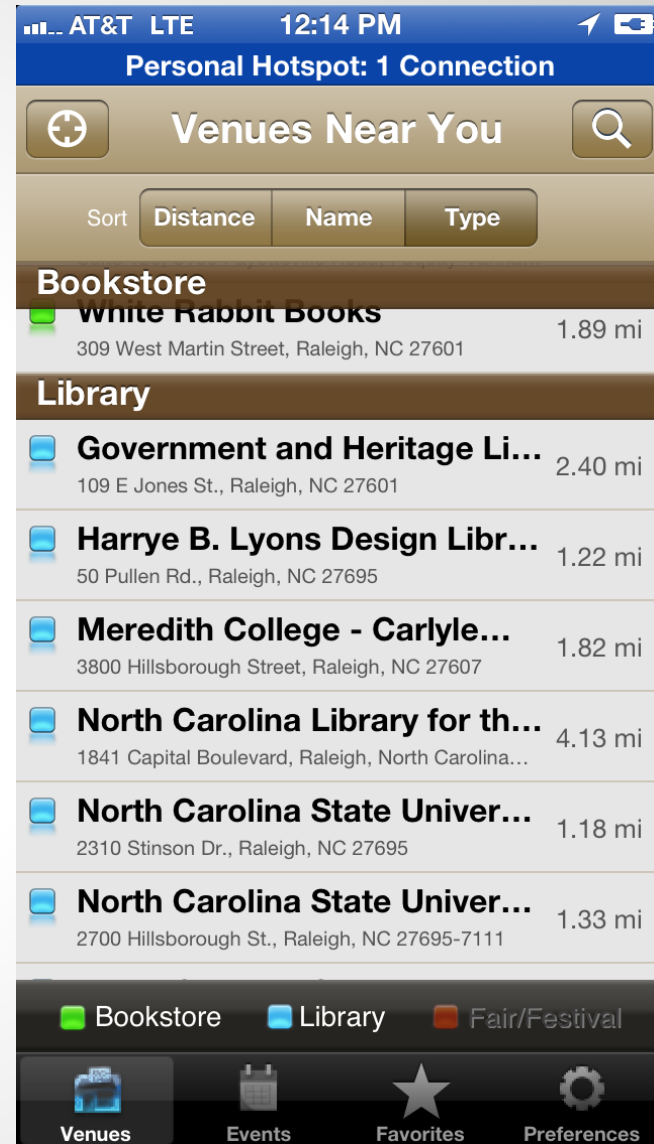 AT&T LTE 12:14 PM
Personal Hotspot: 1 Connection
Venues Near You
Sort Distance Name Type
Bookstore
White Rabbit Books
309 West Martin Street, Raleigh, NC 27601
1.89 mi
Library
Government and Heritage Li...
109 E Jones St., Raleigh, NC 27601
2.40 mi
Harrye B. Lyons Design Libr...
50 Pullen Rd., Raleigh, NC 27695
1.22 mi
Meredith College - Carlyle...
3800 Hillsborough Street, Raleigh, NC 27607
1.82 mi
North Carolina Library for th...
1841 Capital Boulevard, Raleigh, North Carolina...
4.13 mi
North Carolina State Univer...
2310 Stinson Dr., Raleigh, NC 27695
1.18 mi
North Carolina State Univer...
2700 Hillsborough St., Raleigh, NC 27695-7111
1.33 mi
Bookstore Library Fair/Festival
Venues Events Favorites Preferences